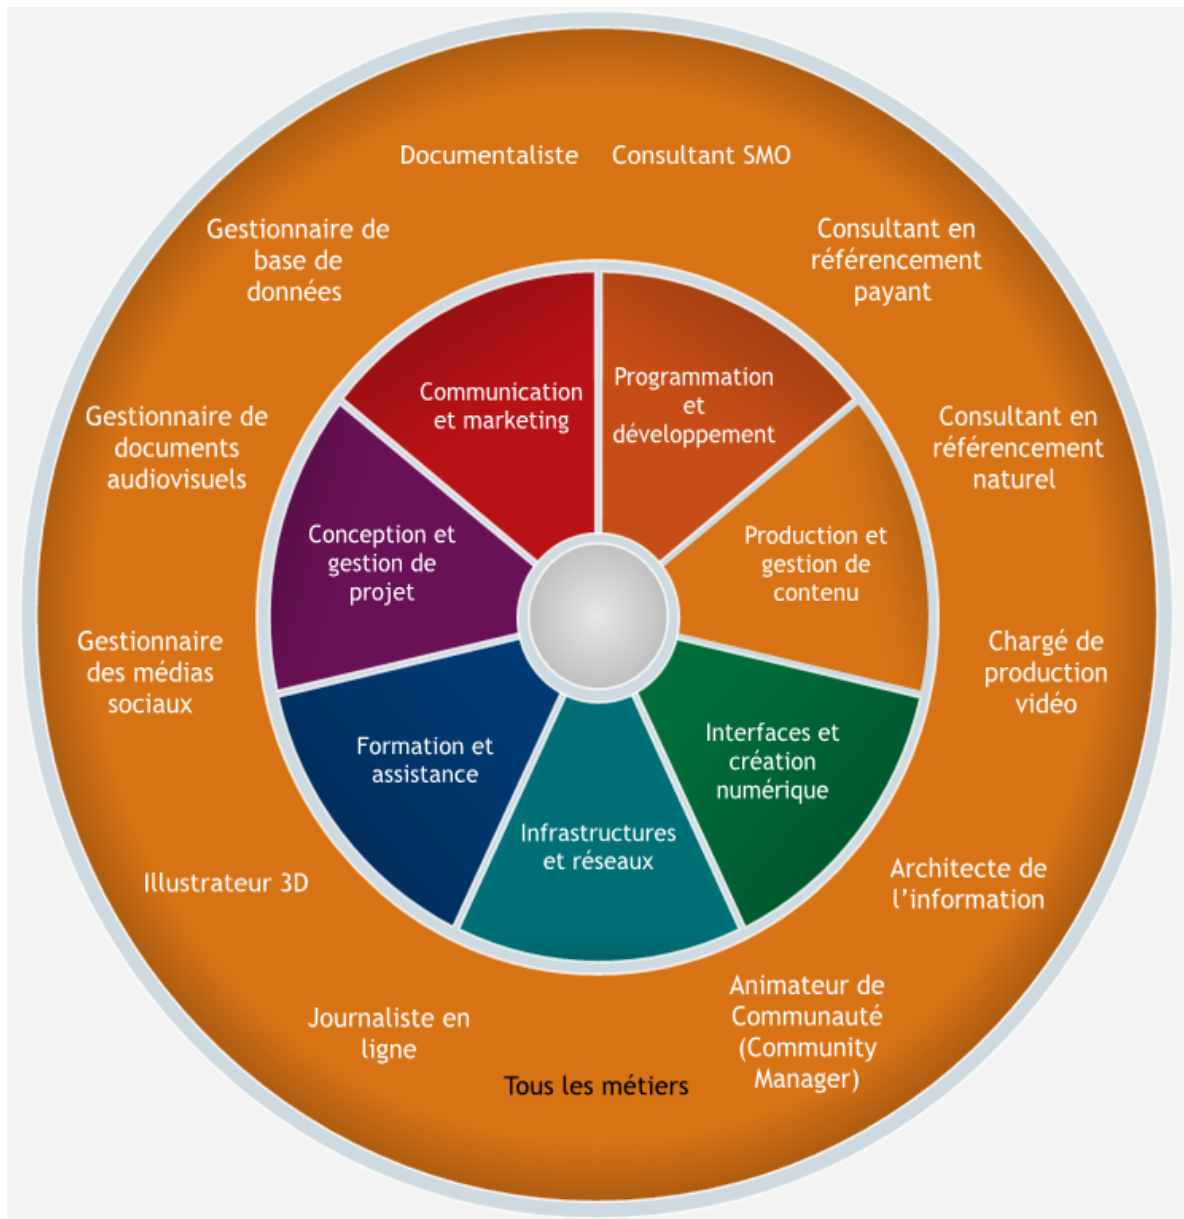 Documentaliste
Consultant SMO
Gestionnaire de
base de
données
Consultant en
référencement
payant
Communication
et marketing
Programmation
et
développement
Gestionnaire de
documents
audiovisuels
Consultant en
référencement
naturel
Conception et
gestion de
projet
Production et
gestion de
contenu
Gestionnaire
des médias
sociaux
Chargé de
production
vidéo
Formation et
assistance
Interfaces et
création
numérique
Infrastructures
et réseaux
Illustrateur 3D
Architecte de
l’information
Journaliste en
ligne
Animateur de
Communauté
(Community
Manager)
Tous les métiers